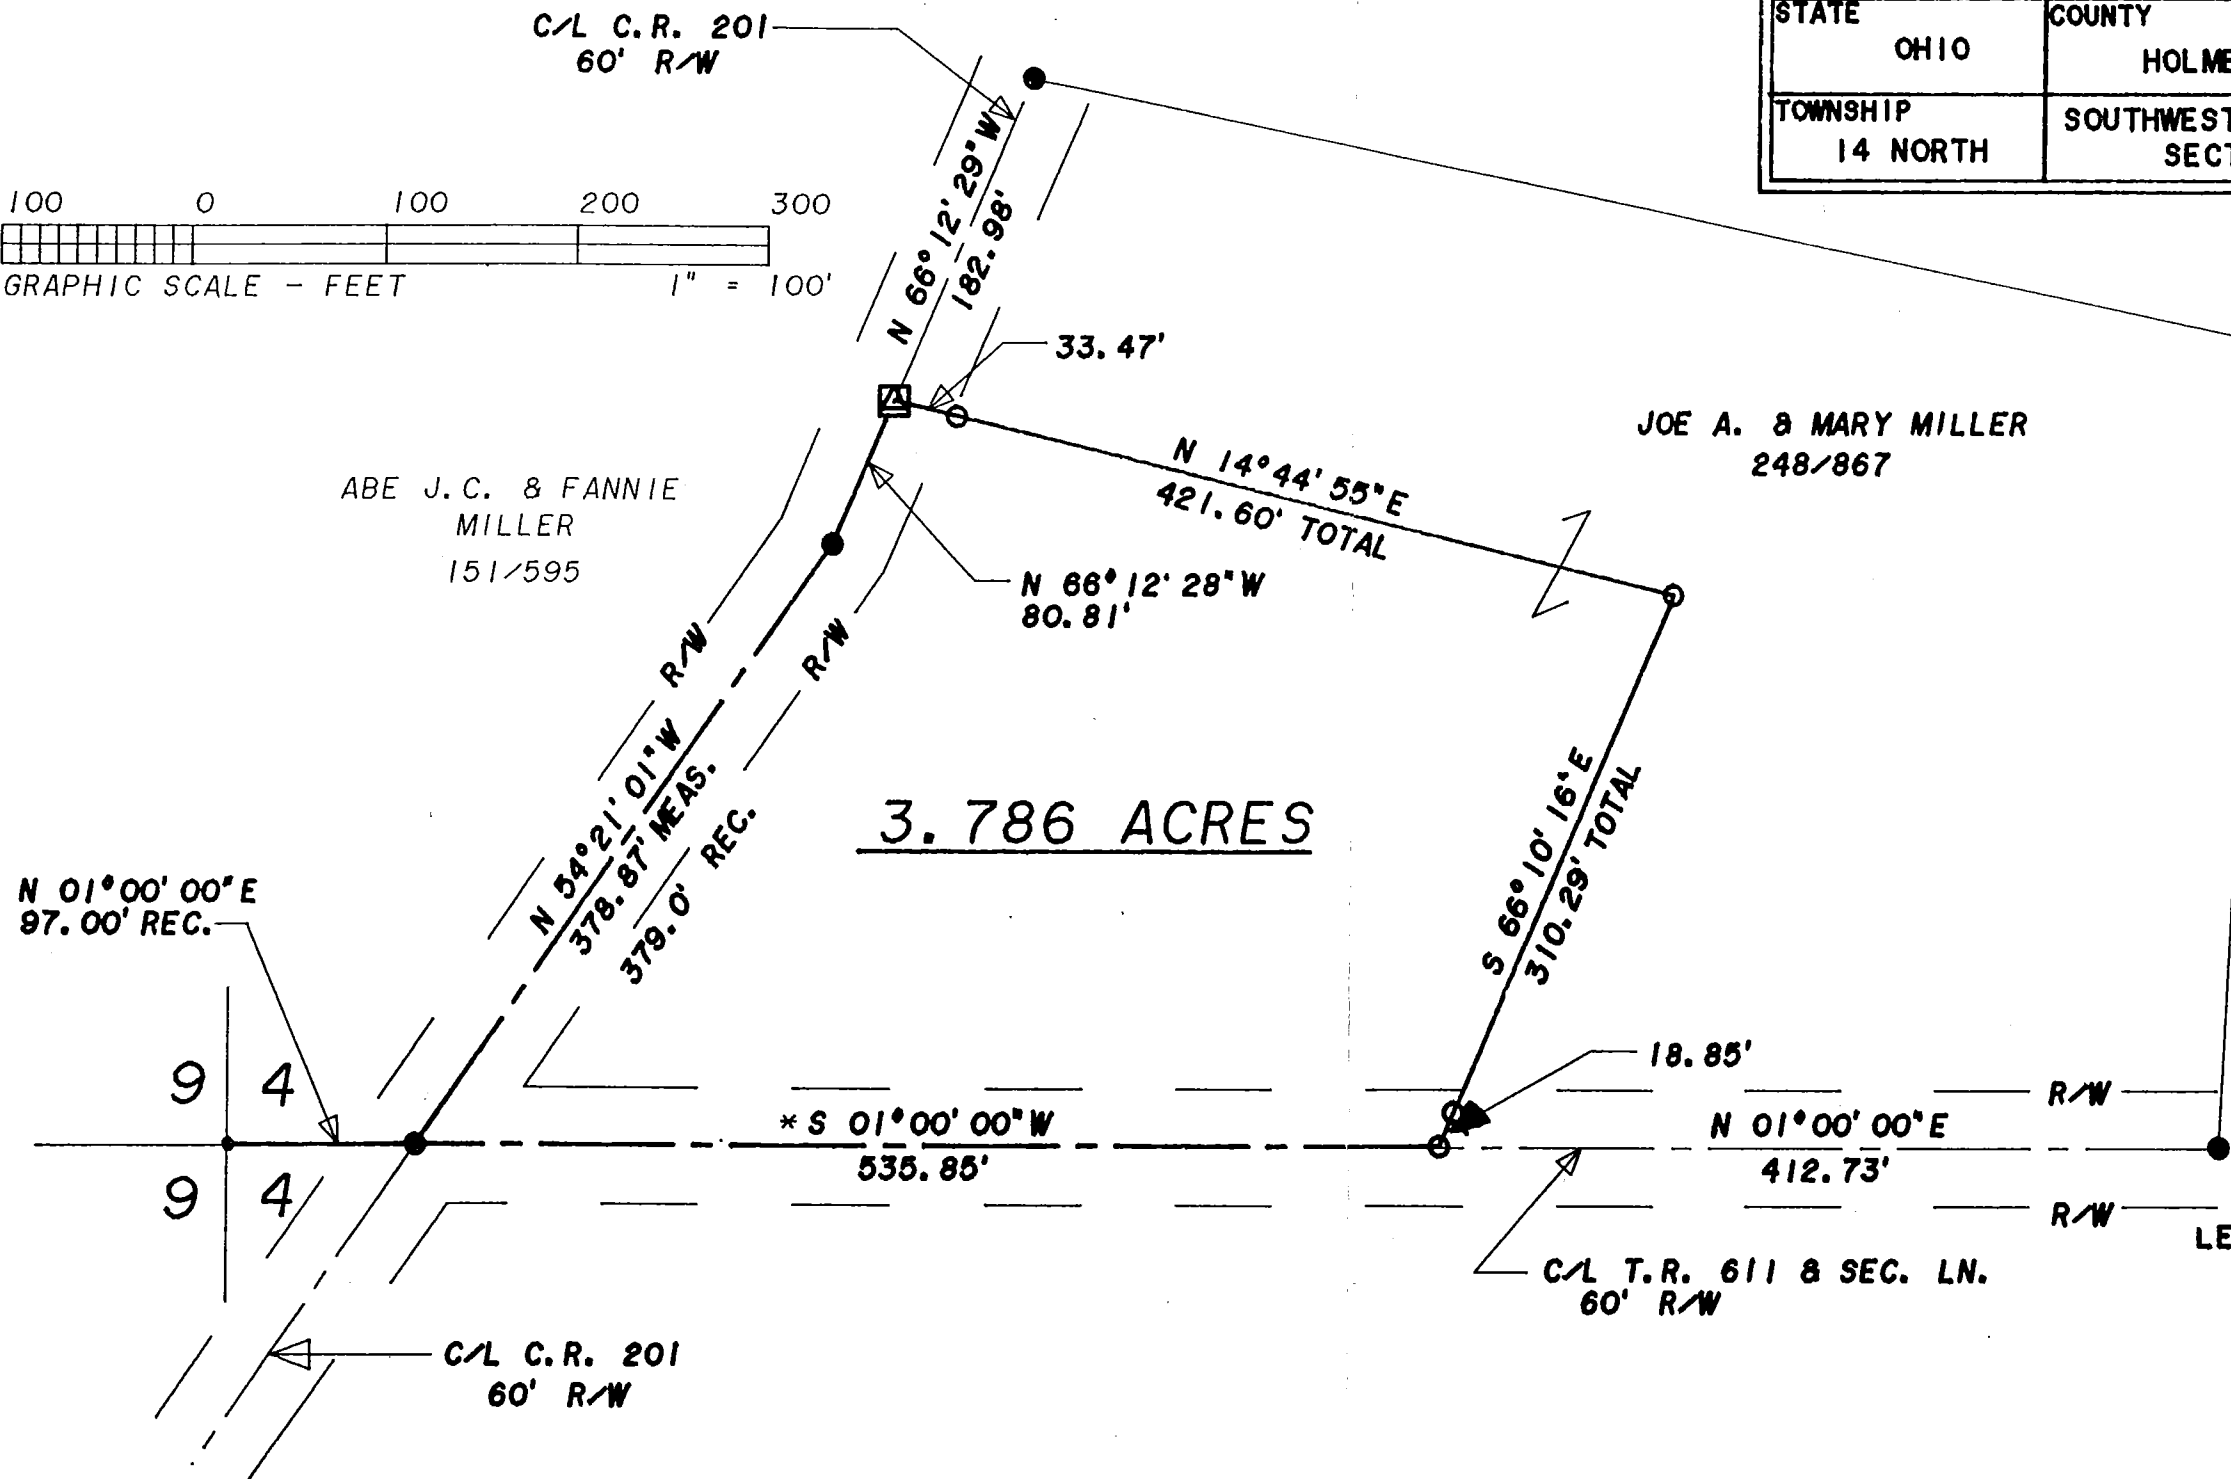 C/L C.R. 201
60' R/W
STATE
OHIO
COUNTY
HOLME
TOWNSHIP
14 NORTH
SOUTHWEST
SECT
100 0 100 200 300
GRAPHIC SCALE - FEET 1" = 100'
N 66° 12' 29" W
182.98'
33.47'
JOE A. & MARY MILLER
248/867
N 14° 44' 55" E
421.60' TOTAL
ABE J.C. & FANNIE
MILLER
151/595
N 66° 12' 28" W
80.81'
R/W
R/W
N 54° 21' 01" W
378.87' MEAS.
379.0' REC.
3.786 ACRES
S 66° 10' 16" E
310.29' TOTAL
N 01° 00' 00" E
97.00' REC.
18.85'
9 4
9 4
* S 01° 00' 00" W
535.85'
R/W
N 01° 00' 00" E
412.73'
R/W
LE
C/L T.R. 611 & SEC. LN.
60' R/W
C/L C.R. 201
60' R/W